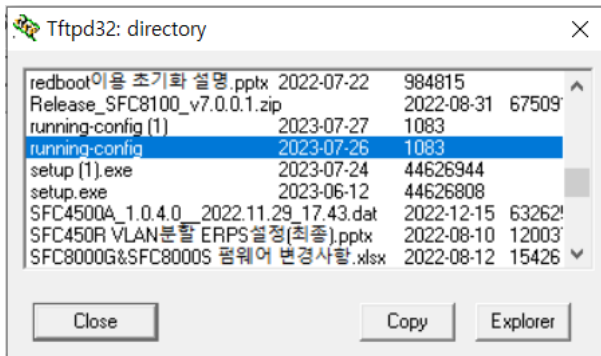 Tftpd32: directory
redboot이용 초기화 설명.pptx 2022-07-22 984815
Release_SFC8100_v7.0.0.1.zip 2022-08-31 67509
running-config (1) 2023-07-27 1083
running-config 2023-07-26 1083
setup (1).exe 2023-07-24 44626944
setup.exe 2023-06-12 44626808
SFC4500A_1.0.4.0__2022.11.29_17.43.dat 2022-12-15 63262
SFC450R VLAN분할 ERPS설정(최종).pptx 2022-08-10 12003
SFC8000G&SFC8000S 펌웨어 변경사항.xlsx 2022-08-12 15426
Close Copy Explorer